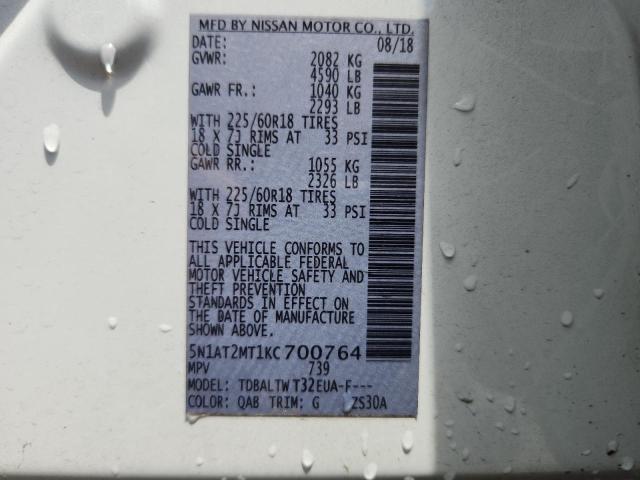 MFD BY NISSAN MOTOR CO., LTD.
DATE: 08/18
GVWR: 2082 KG
4590 LB
GAWR FR.: 1040 KG
2293 LB
WITH 225/60R18 TIRES
18 X 7J RIMS AT 33 PSI
COLD SINGLE
GAWR RR.: 1055 KG
2326 LB
WITH 225/60R18 TIRES
18 X 7J RIMS AT 33 PSI
COLD SINGLE
THIS VEHICLE CONFORMS TO
ALL APPLICABLE FEDERAL
MOTOR VEHICLE SAFETY AND
THEFT PREVENTION
STANDARDS IN EFFECT ON
THE DATE OF MANUFACTURE
SHOWN ABOVE.
5N1AT2MT1KC700764
MPV 739
MODEL: TDBALTW T32EUA-F---
COLOR: QAB TRIM: G ZS30A